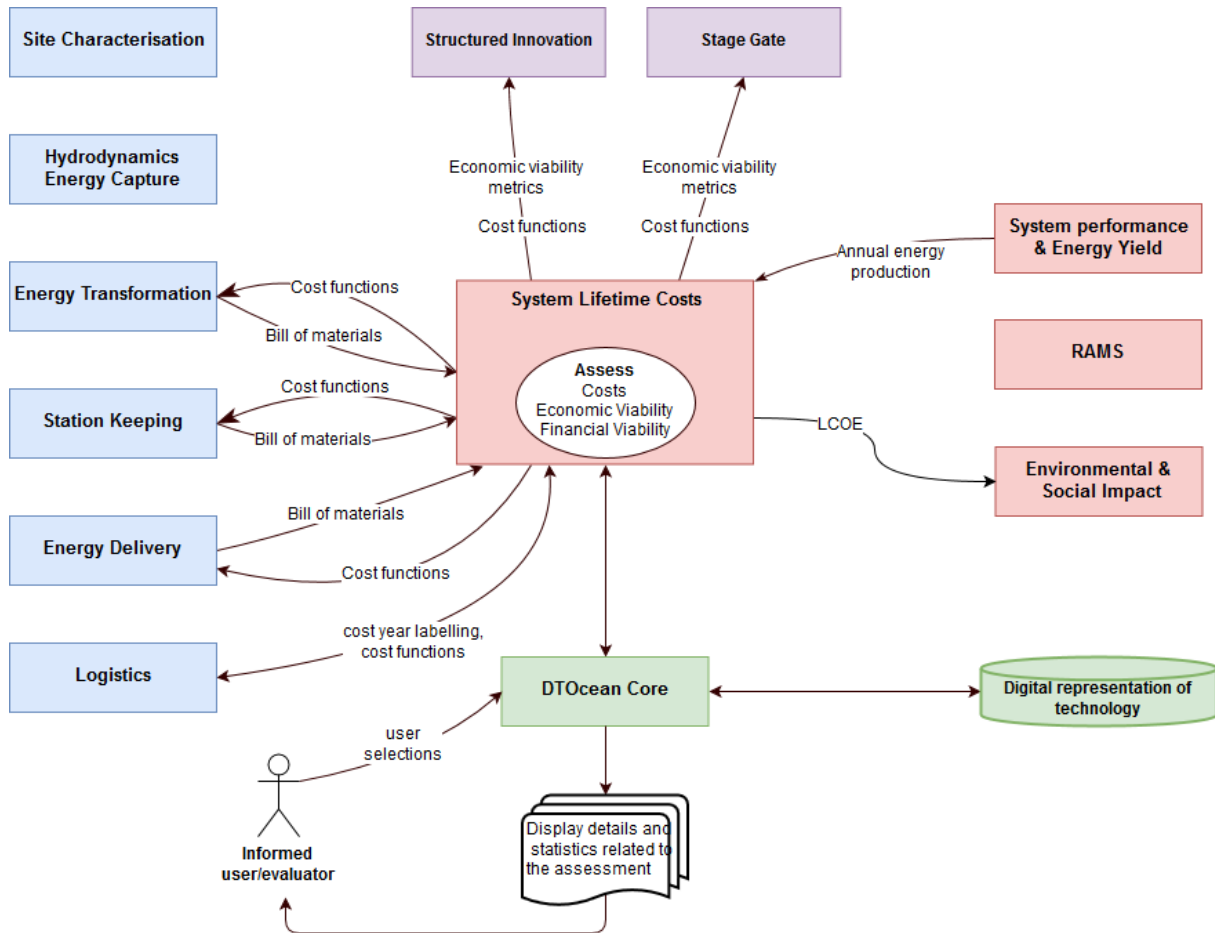 Site Characterisation
Structured Innovation
Stage Gate
Hydrodynamics
Energy Capture
Economic viability
metrics
Cost functions
Economic viability
metrics
Cost functions
System performance
& Energy Yield
Annual energy
production
Energy Transformation
Cost functions
Bill of materials
System Lifetime Costs
Assess
Costs
Economic Viability
Financial Viability
RAMS
Station Keeping
Cost functions
Bill of materials
LCOE
Environmental &
Social Impact
Energy Delivery
Bill of materials
Cost functions
Logistics
cost year labelling,
cost functions
DTOcean Core
Digital representation of
technology
user
selections
Informed
user/evaluator
Display details and
statistics related to
the assessment